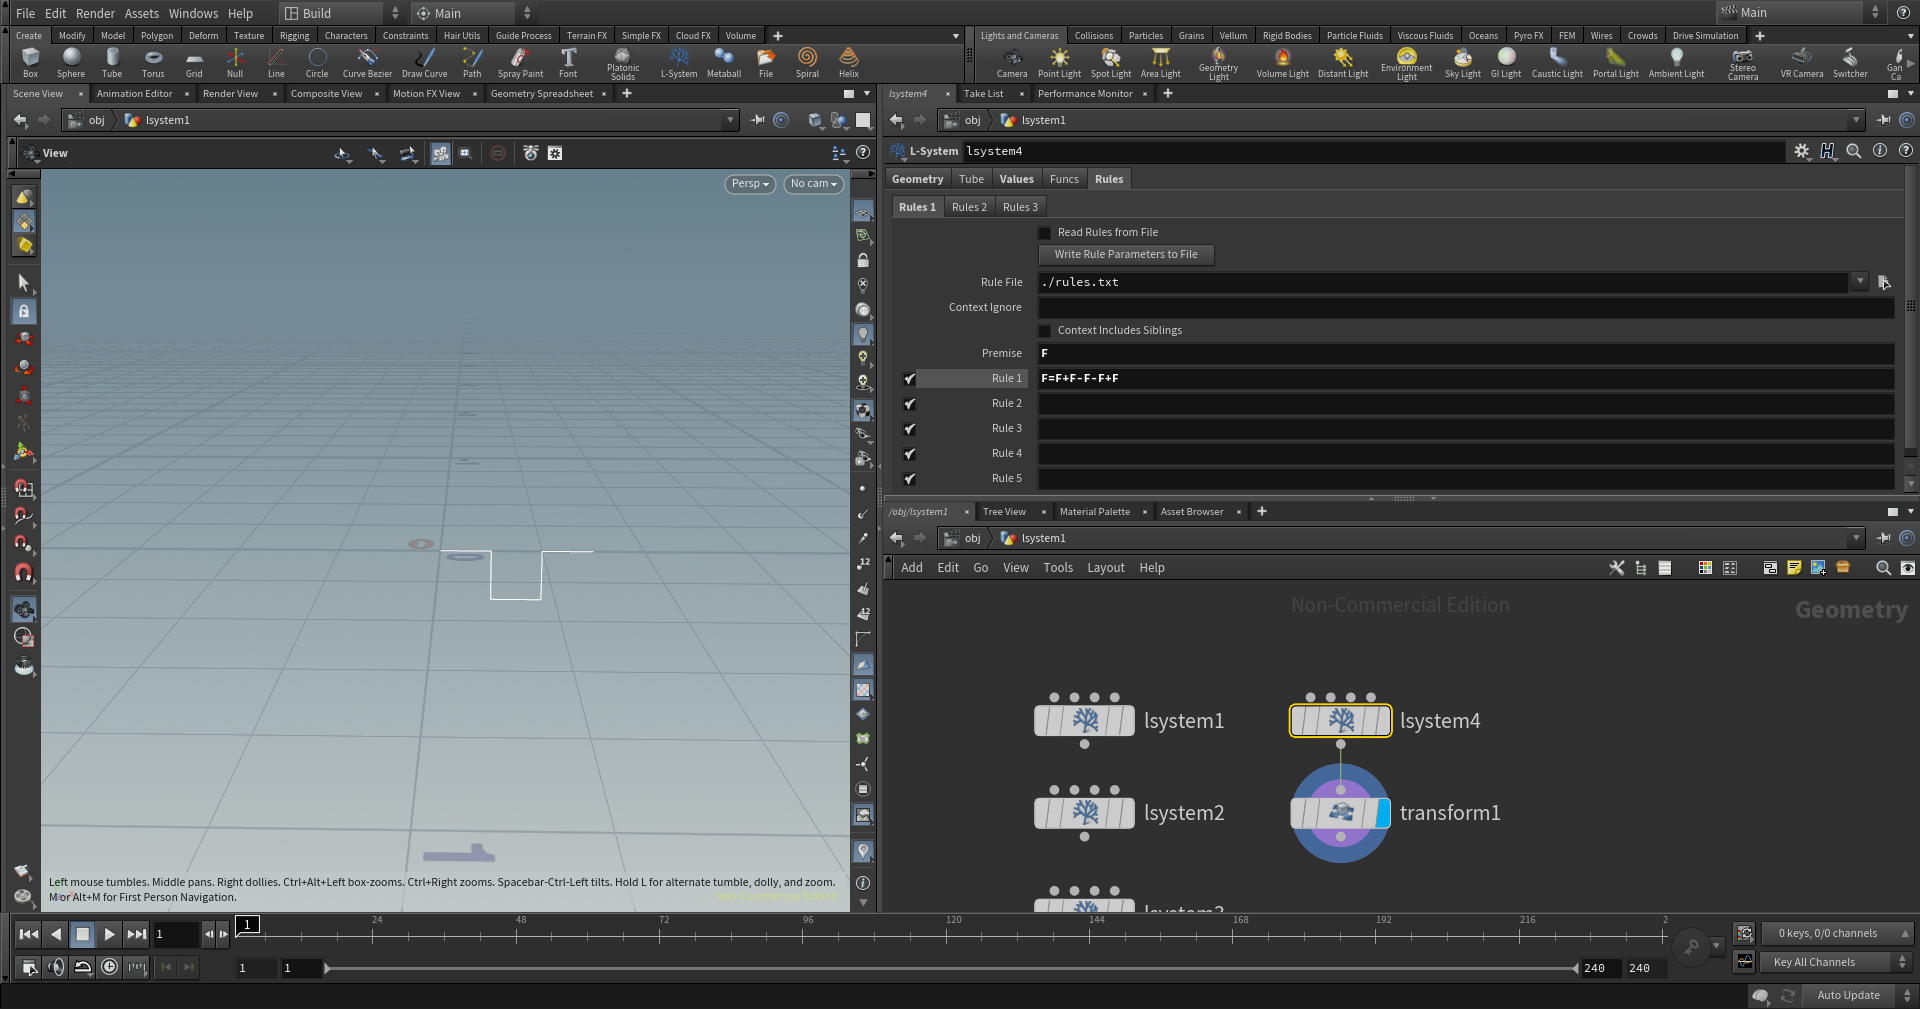 File Edit Render Assets Windows Help Build Main Main
Create Modify Model Polygon Deform Texture Rigging Characters Constraints Hair Utils Guide Process Terrain FX Simple FX Cloud FX Volume
Lights and Cameras Collisions Particles Grains Vellum Rigid Bodies Particle Fluids Viscous Fluids Oceans Pyro FX FEM Wires Crowds Drive Simulation
Box Sphere Tube Torus Grid Null Line Circle Curve Bezier Draw Curve Path Spray Paint Font Platonic Solids L-System Metaball File Spiral Helix
Camera Point Light Spot Light Area Light Geometry Light Volume Light Distant Light Environment Light Sky Light GI Light Caustic Light Portal Light Ambient Light Stereo Camera VR Camera Switcher Gan Ca
Scene View Animation Editor Render View Composite View Motion FX View Geometry Spreadsheet
lsystem4 Take List Performance Monitor
obj lsystem1
obj lsystem1
View
L-System lsystem4
Persp No cam
Geometry Tube Values Funcs Rules
Rules 1 Rules 2 Rules 3
Read Rules from File
Write Rule Parameters to File
Rule File ./rules.txt
Context Ignore
Context Includes Siblings
Premise F
Rule 1 F=F+F-F-F+F
Rule 2
Rule 3
Rule 4
Rule 5
/obj/lsystem1 Tree View Material Palette Asset Browser
obj lsystem1
Add Edit Go View Tools Layout Help
Non-Commercial Edition
Geometry
lsystem1 lsystem4
lsystem2 transform1
12
12
0
0
1
Left mouse tumbles. Middle pans. Right dollies. Ctrl+Alt+Left box-zooms. Ctrl+Right zooms. Spacebar-Ctrl-Left tilts. Hold L for alternate tumble, dolly, and zoom.
M or Alt+M for First Person Navigation.
Non-Commercial Edition
1 1 24 48 72 96 120 144 168 192 216 2
0 keys, 0/0 channels
1 1 240 240
Key All Channels
Auto Update